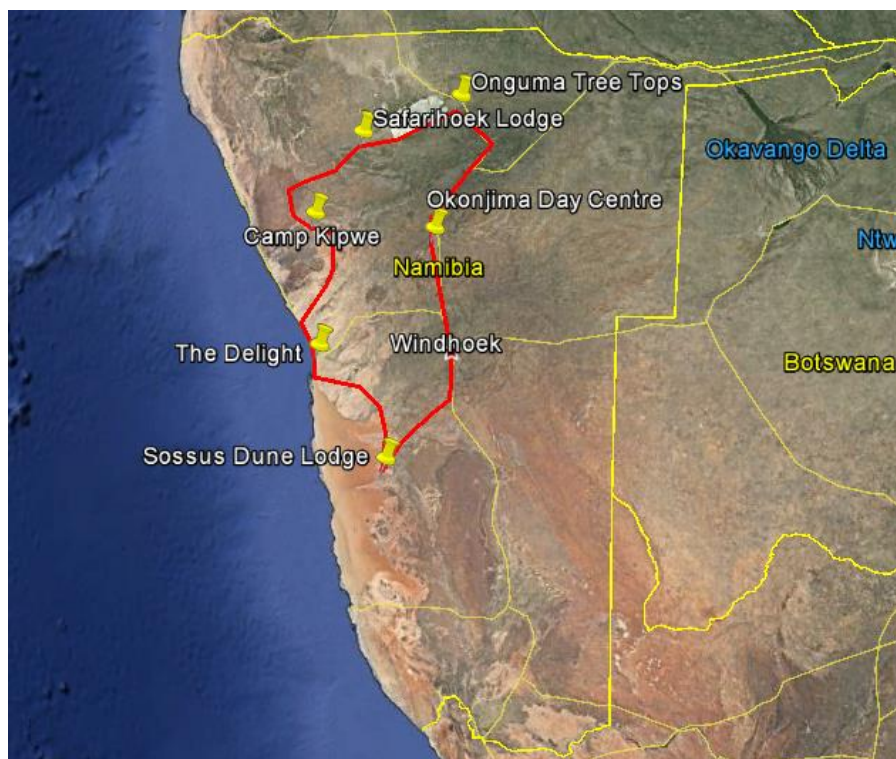 Onguma Tree Tops
Safarihoek Lodge
Okavango Delta
Okonjima Day Centre
Camp Kipwe
Ntw
Namibia
The Delight
Windhoek
Botswana
Sossus Dune Lodge